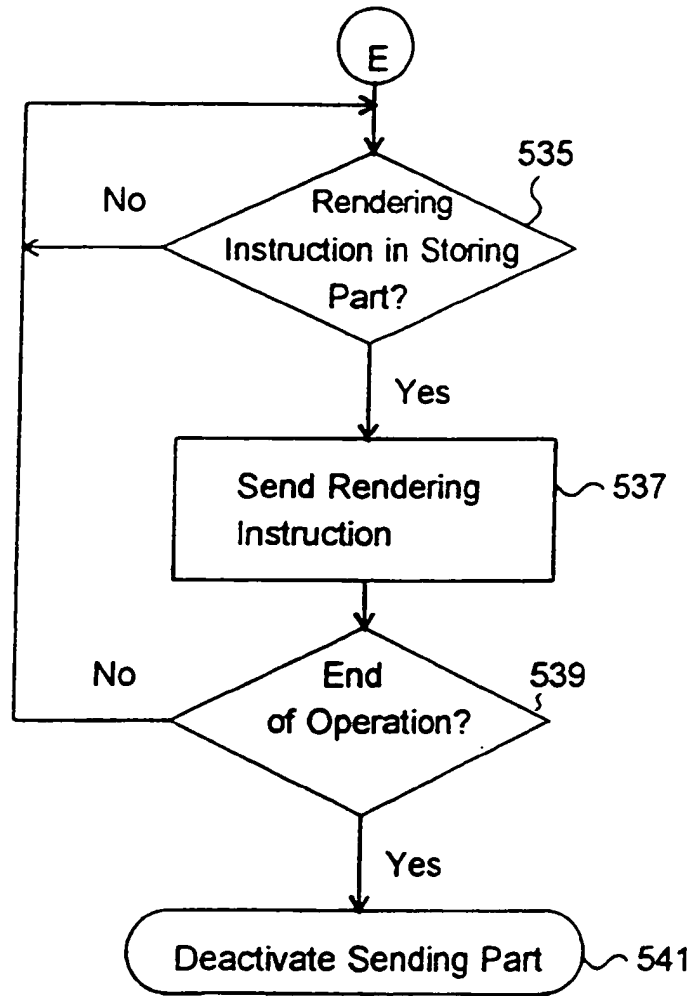 E
535
No
Rendering
Instruction in Storing
Part?
Yes
Send Rendering
Instruction
537
No
End
of Operation?
539
Yes
Deactivate Sending Part
541